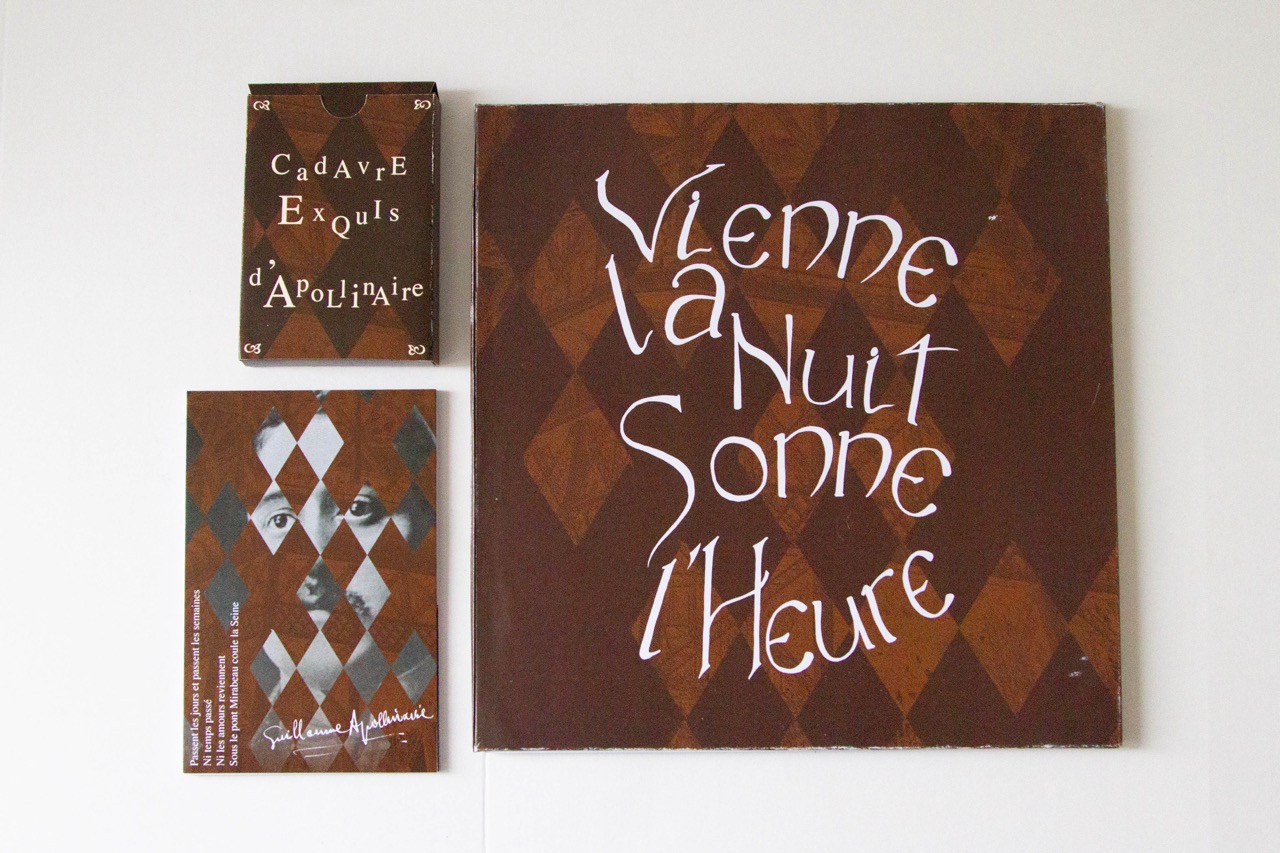 CadAvrE
ExQuIs
d'ApoLlinAire
Vienne
la
Nuit
Sonne
l'Heure
Passent les jours et passent les semaines
Ni temps passé
Ni les amours reviennent
Sous le pont Mirabeau coule la Seine
Guillaume Apollinaire